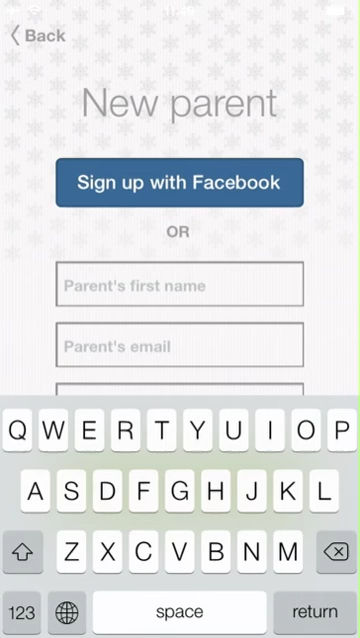 Back
New parent
Sign up with Facebook
OR
Parent's first name
Parent's email
Q W E R T Y U I O P
A S D F G H J K L
Z X C V B N M
123 space return